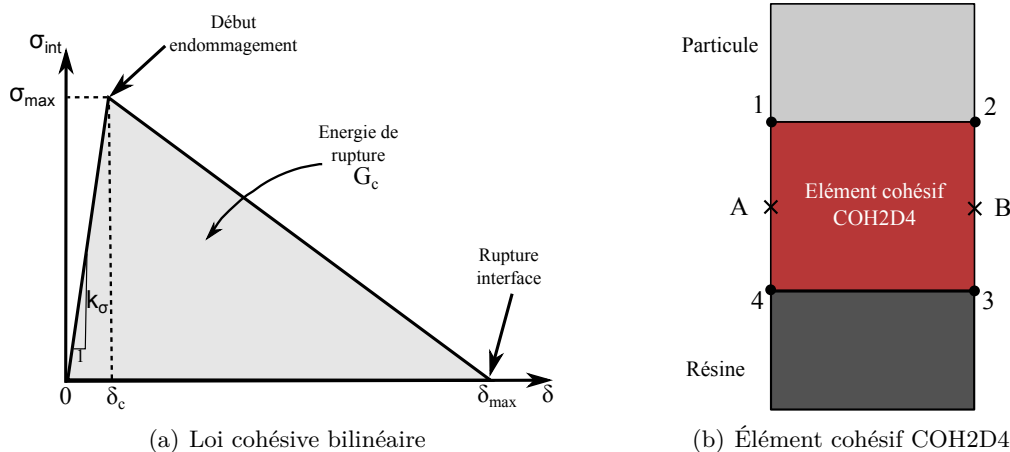 Début
endommagement
σint
σmax
Energie de
rupture
Gc
Rupture
interface
kσ
1
0
δc
δmax
δ
(a) Loi cohésive bilinéaire
Particule
1
2
Elément cohésif
COH2D4
A
B
4
3
Résine
(b) Élément cohésif COH2D4